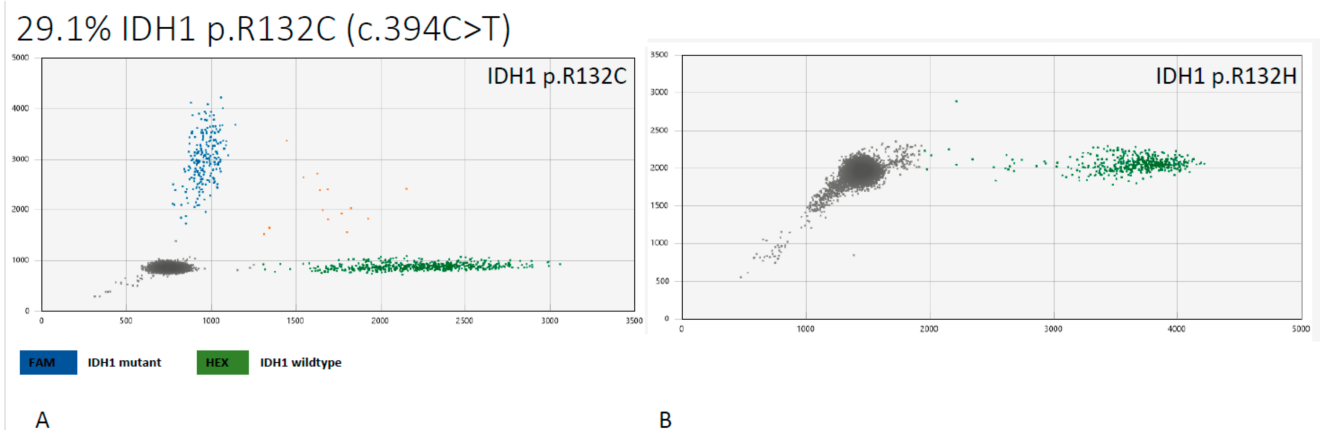 29.1% IDH1 p.R132C (c.394C>T)
IDH1 p.R132C
5000
4000
3000
2000
1000
0
0 500 1000 1500 2000 2500 3000 3500
IDH1 p.R132H
3500
3000
2500
2000
1500
1000
500
0
0 1000 2000 3000 4000 5000
FAM IDH1 mutant HEX IDH1 wildtype
A B